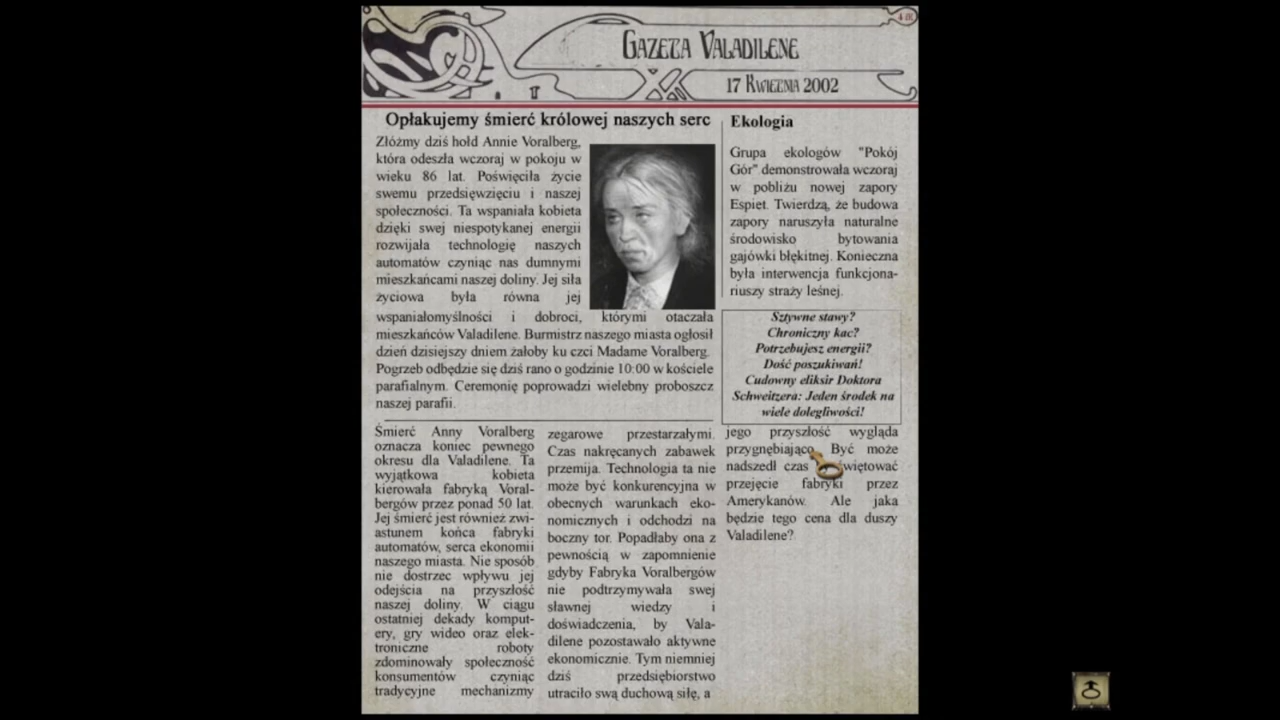 Gazeta Valadilene
17 Kwietnia 2002
Opłakujemy śmierć królowej naszych serc
Złóżmy dziś hołd Annie Voralberg,
która odeszła wczoraj w pokoju w
wieku 86 lat. Poświęciła życie
swemu przedsięwzięciu i naszej
społeczności. Ta wspaniała kobieta
dzięki swej niespotykanej energii
rozwijała technologię naszych
automatów czyniąc nas dumnymi
mieszkańcami naszej doliny. Jej siła
życiowa była równa jej
wspaniałomyślności i dobroci, którymi otaczała
mieszkańców Valadilene. Burmistrz naszego miasta ogłosił
dzień dzisiejszy dniem żałoby ku czci Madame Voralberg.
Pogrzeb odbędzie się dziś rano o godzinie 10:00 w kościele
parafialnym. Ceremonię poprowadzi wielebny proboszcz
naszej parafii.
Ekologia
Grupa ekologów "Pokój
Gór" demonstrowała wczoraj
w pobliżu nowej zapory
Espiet. Twierdzą, że budowa
zapory naruszyła naturalne
środowisko bytowania
gajówki błękitnej. Konieczna
była interwencja funkcjona-
riuszy straży leśnej.
Sztywne stawy?
Chroniczny kac?
Potrzebujesz energii?
Dość poszukiwań!
Cudowny eliksir Doktora
Schweitzera: Jeden środek na
wiele dolegliwości!
Śmierć Anny Voralberg
oznacza koniec pewnego
okresu dla Valadilene. Ta
wyjątkowa kobieta
kierowała fabryką Voral-
bergów przez ponad 50 lat.
Jej śmierć jest również zwi-
astunem końca fabryki
automatów, serca ekonomii
naszego miasta. Nie sposób
nie dostrzec wpływu jej
odejścia na przyszłość
naszej doliny. W ciągu
ostatniej dekady komput-
ery, gry wideo oraz elek-
troniczne roboty
zdominowały społeczność
konsumentów czyniąc
tradycyjne mechanizmy
zegarowe przestarzałymi.
Czas nakręcanych zabawek
przemija. Technologia ta nie
może być konkurencyjna w
obecnych warunkach eko-
nomicznych i odchodzi na
boczny tor. Popadłaby ona z
pewnością w zapomnienie
gdyby Fabryka Voralbergów
nie podtrzymywała swej
sławnej wiedzy i
doświadczenia, by Vala-
dilene pozostawało aktywne
ekonomicznie. Tym niemniej
dziś przedsiębiorstwo
utraciło swą duchową siłę, a
jego przyszłość wygląda
przygnębiająco. Być może
nadszedł czas
przejęcie fabryki przez
Amerykanów. Ale jaka
będzie tego cena dla duszy
Valadilene?